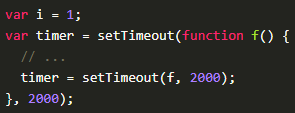 var i = 1;
var timer = setTimeout(function f() {
  // ...
  timer = setTimeout(f, 2000);
}, 2000);